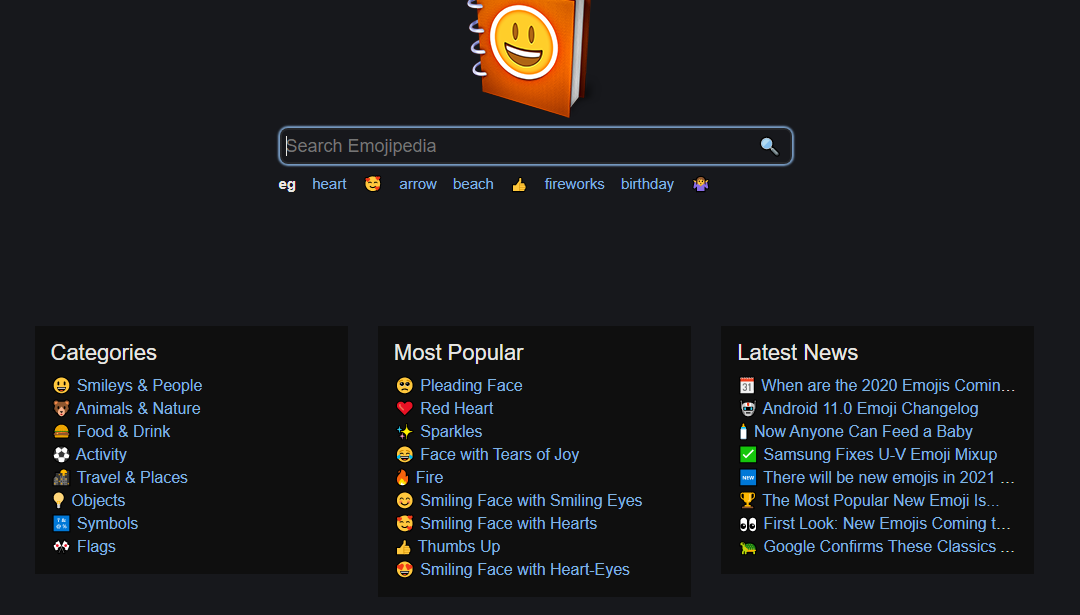 Search Emojipedia
eg heart 🥰 arrow beach 👍 fireworks birthday 🤷‍♀️
Categories
😃 Smileys & People
🐻 Animals & Nature
🍔 Food & Drink
⚽ Activity
🌇 Travel & Places
💡 Objects
🔣 Symbols
🎌 Flags
Most Popular
🥺 Pleading Face
❤️ Red Heart
✨ Sparkles
😂 Face with Tears of Joy
🔥 Fire
😊 Smiling Face with Smiling Eyes
🥰 Smiling Face with Hearts
👍 Thumbs Up
😍 Smiling Face with Heart-Eyes
Latest News
📅 When are the 2020 Emojis Comin...
🤖 Android 11.0 Emoji Changelog
🍼 Now Anyone Can Feed a Baby
✅ Samsung Fixes U-V Emoji Mixup
🆕 There will be new emojis in 2021 ...
🏆 The Most Popular New Emoji Is...
👀 First Look: New Emojis Coming t...
🐢 Google Confirms These Classics ...